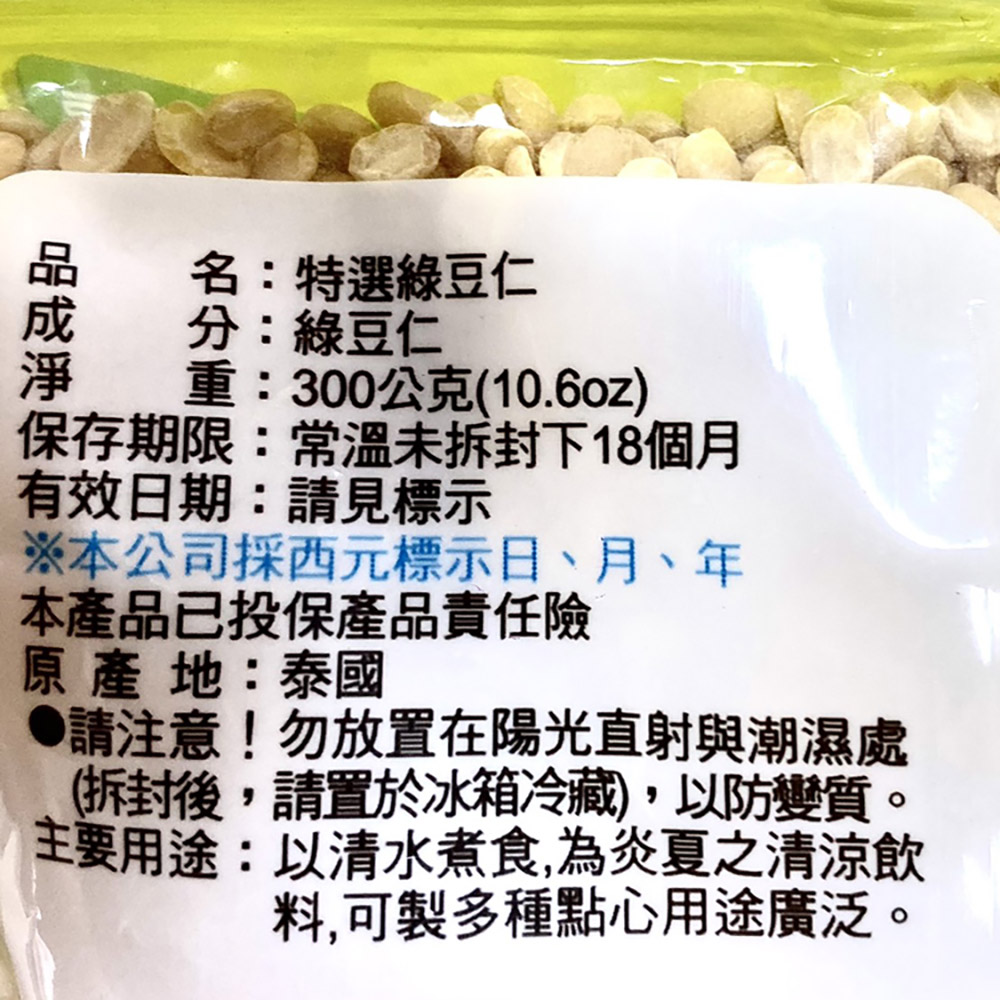 品名：特選綠豆仁
成分：綠豆仁
淨重：300公克(10.6oz)
保存期限：常溫未拆封下18個月
有效日期：請見標示
※本公司採西元標示日、月、年
本產品已投保產品責任險
原產地：泰國
●請注意！勿放置在陽光直射與潮濕處
(拆封後，請置於冰箱冷藏)，以防變質。
主要用途：以清水煮食,為炎夏之清涼飲
料,可製多種點心用途廣泛。